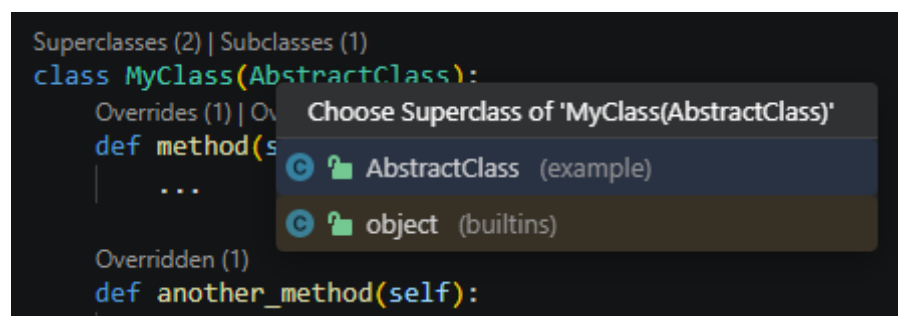 Superclasses (2) | Subclasses (1)
class MyClass(AbstractClass):
Overrides (1) | Ov
Choose Superclass of 'MyClass(AbstractClass)'
def method(s
AbstractClass (example)
...
object (builtins)
Overridden (1)
def another_method(self):